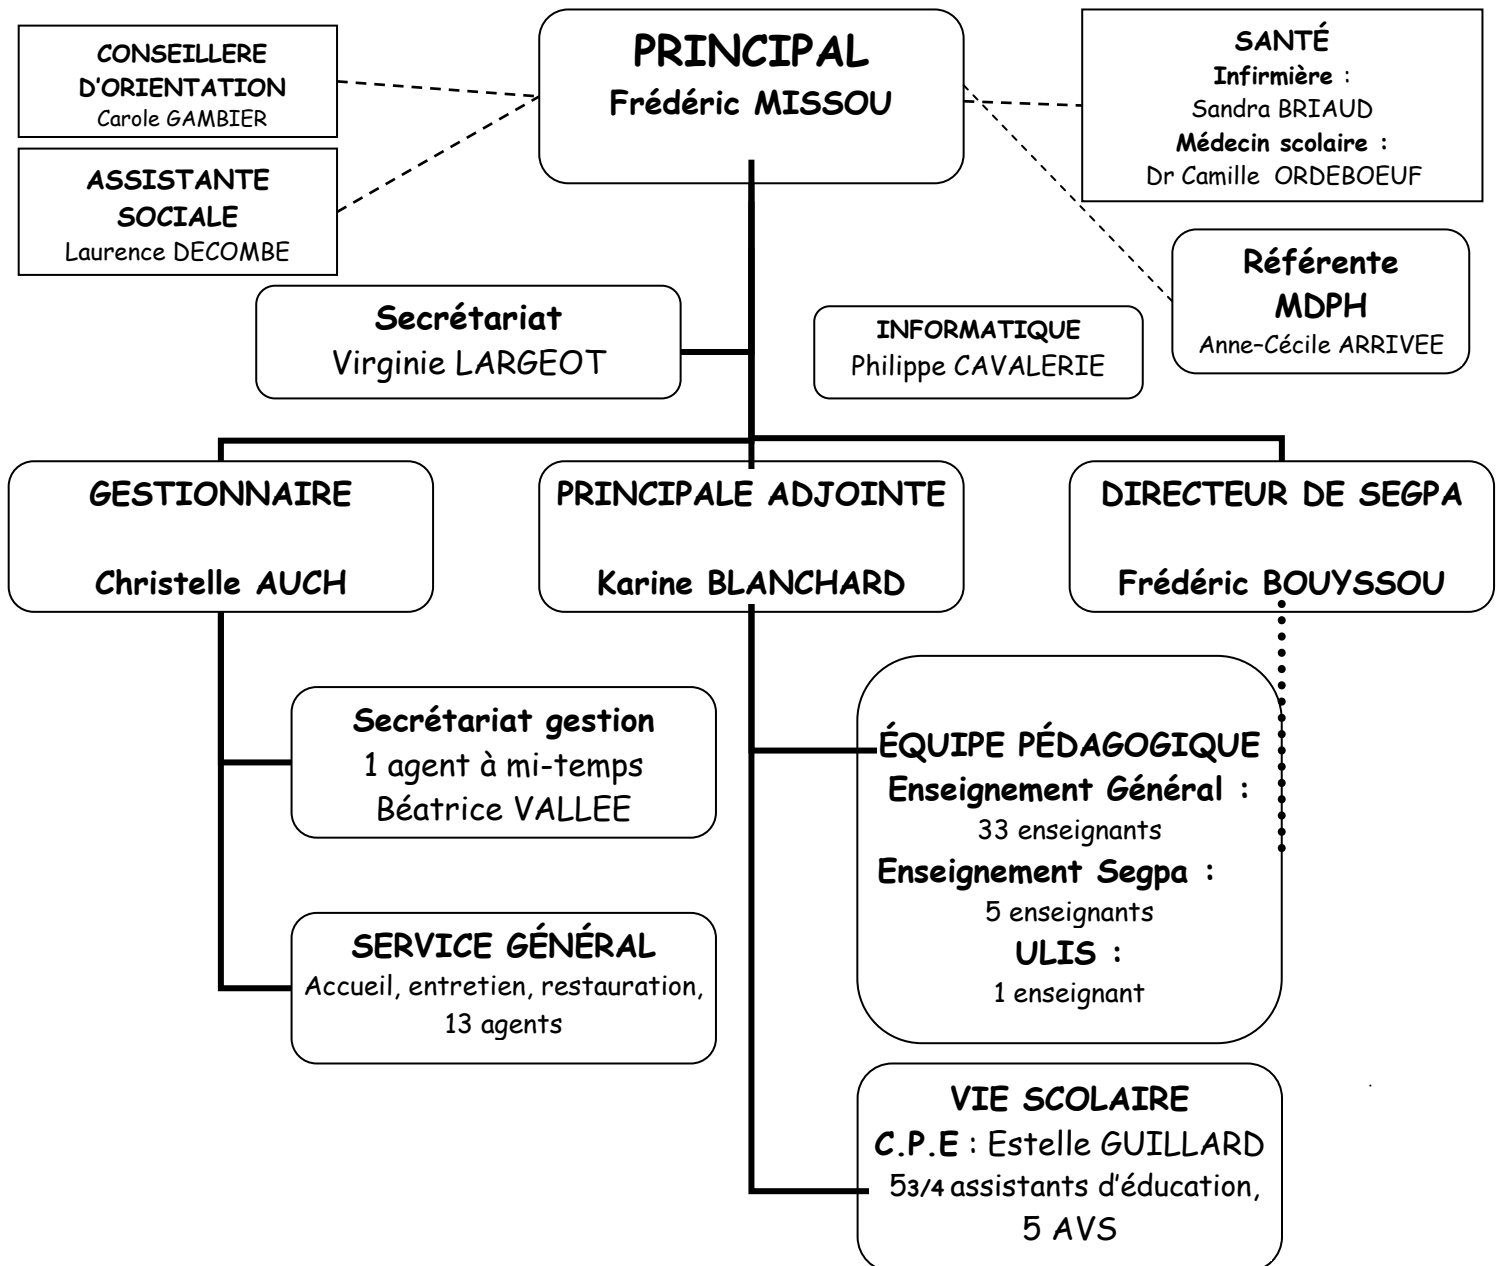 CONSEILLERE
D'ORIENTATION
Carole GAMBIER
PRINCIPAL
Frédéric MISSOU
SANTÉ
Infirmière :
Sandra BRIAUD
Médecin scolaire :
Dr Camille ORDEBOEUF
ASSISTANTE
SOCIALE
Laurence DECOMBE
Référente
MDPH
Anne-Cécile ARRIVEE
Secrétariat
Virginie LARGEOT
INFORMATIQUE
Philippe CAVALERIE
GESTIONNAIRE
Christelle AUCH
PRINCIPALE ADJOINTE
Karine BLANCHARD
DIRECTEUR DE SEGPA
Frédéric BOUYSSOU
Secrétariat gestion
1 agent à mi-temps
Béatrice VALLEE
ÉQUIPE PÉDAGOGIQUE
Enseignement Général :
33 enseignants
Enseignement Segpa :
5 enseignants
ULIS :
1 enseignant
SERVICE GÉNÉRAL
Accueil, entretien, restauration,
13 agents
VIE SCOLAIRE
C.P.E : Estelle GUILLARD
53/4 assistants d'éducation,
5 AVS